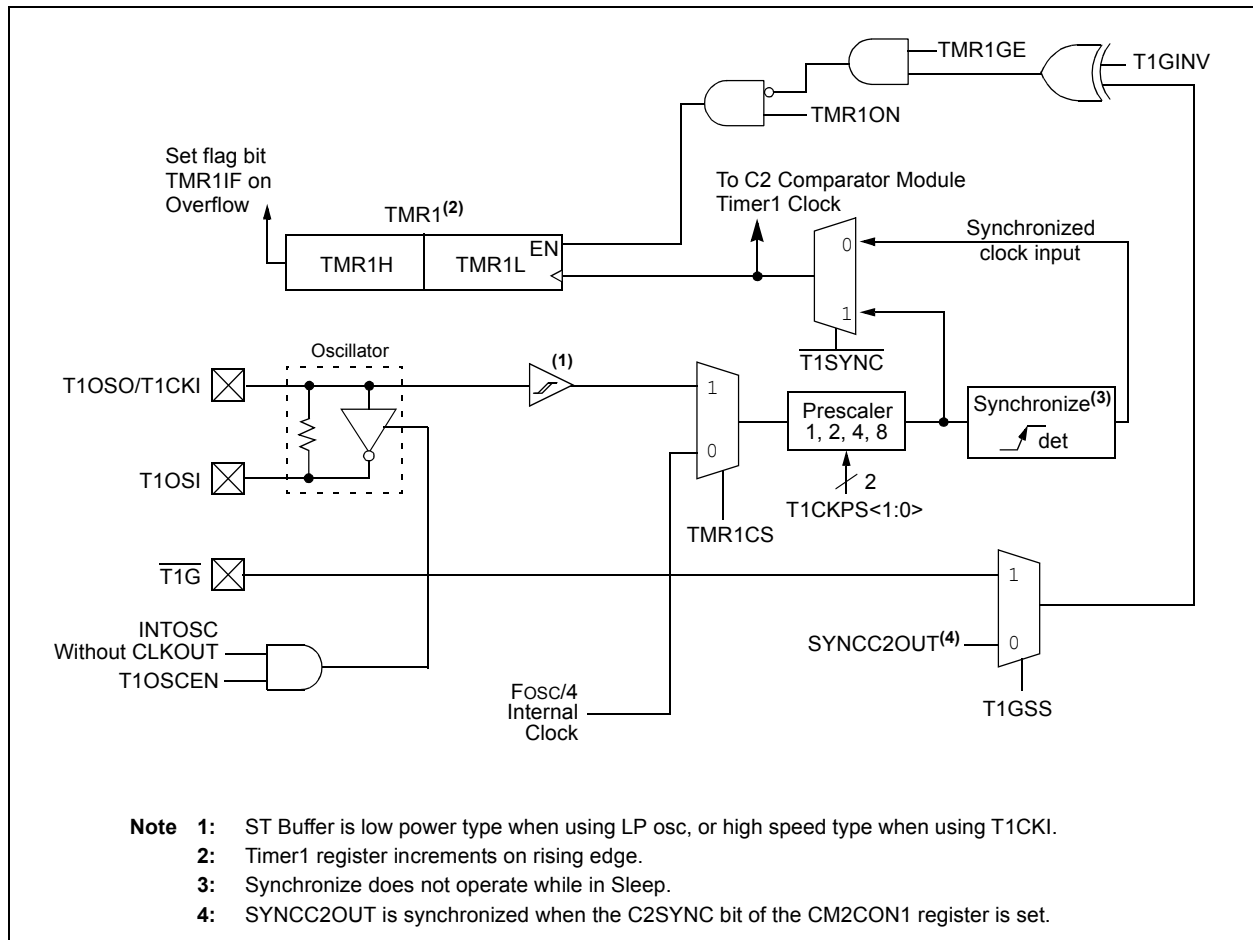 TMR1GE
T1GINV
TMR1ON
Set flag bit
TMR1IF on
Overflow
To C2 Comparator Module
Timer1 Clock
TMR1(2)
EN
TMR1H
TMR1L
0
Synchronized
clock input
1
T1SYNC
Oscillator
(1)
T1OSO/T1CKI
1
Prescaler
1, 2, 4, 8
Synchronize(3)
det
0
T1OSI
2
T1CKPS<1:0>
TMR1CS
T1G
1
INTOSC
Without CLKOUT
T1OSCEN
SYNCC2OUT(4)
0
FOSC/4
Internal
Clock
T1GSS
Note 1: ST Buffer is low power type when using LP osc, or high speed type when using T1CKI.
2: Timer1 register increments on rising edge.
3: Synchronize does not operate while in Sleep.
4: SYNCC2OUT is synchronized when the C2SYNC bit of the CM2CON1 register is set.